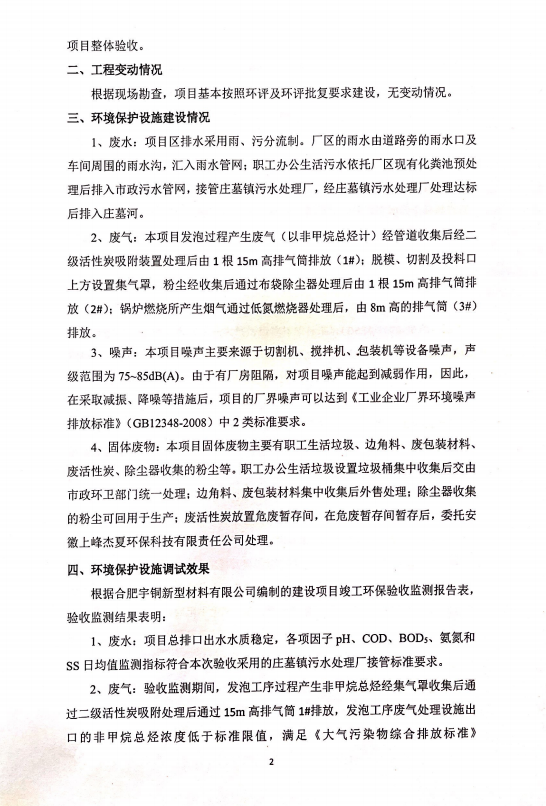 项目整体验收。
二、工程变动情况
根据现场勘查，项目基本按照环评及环评批复要求建设，无变动情况。
三、环境保护设施建设情况
1、废水：项目区排水采用雨、污分流制。厂区的雨水由道路旁的雨水口及
车间周围的雨水沟，汇入雨水管网；职工办公生活污水依托厂区现有化粪池预处
理后排入市政污水管网，接管庄墓镇污水处理厂，经庄墓镇污水处理厂处理达标
后排入庄墓河。
2、废气：本项目发泡过程产生废气（以非甲烷总烃计）经管道收集后经二
级活性炭吸附装置处理后由 1 根 15m 高排气筒排放（1#）；脱模、切割及投料口
上方设置集气罩，粉尘经收集后通过布袋除尘器处理后由 1 根 15m 高排气筒排
放（2#）；锅炉燃烧所产生烟气通过低氮燃烧器处理后，由 8m 高的排气筒（3#）
排放。
3、噪声：本项目噪声主要来源于切割机、搅拌机、包装机等设备噪声，声
级范围为 75~85dB(A)。由于有厂房阻隔，对项目噪声能起到减弱作用，因此，
在采取减振、降噪等措施后，项目的厂界噪声可以达到《工业企业厂界环境噪声
排放标准》（GB12348-2008）中 2 类标准要求。
4、固体废物：本项目固体废物主要有职工生活垃圾、边角料、废包装材料、
废活性炭、除尘器收集的粉尘等。职工办公生活垃圾设置垃圾桶集中收集后交由
市政环卫部门统一处理；边角料、废包装材料集中收集后外售处理；除尘器收集
的粉尘可回用于生产；废活性炭放置危废暂存间，在危废暂存间暂存后，委托安
徽上峰杰夏环保科技有限责任公司处理。
四、环境保护设施调试效果
根据合肥宇铜新型材料有限公司编制的建设项目竣工环保验收监测报告表，
验收监测结果表明：
1、废水：项目总排口出水水质稳定，各项因子 pH、COD、BOD₅、氨氮和
SS 日均值监测指标符合本次验收采用的庄墓镇污水处理厂接管标准要求。
2、废气：验收监测期间，发泡工序过程产生非甲烷总烃经集气罩收集后通
过二级活性炭吸附处理后通过 15m 高排气筒 1#排放，发泡工序废气处理设施出
口的非甲烷总烃浓度低于标准限值，满足《大气污染物综合排放标准》
2